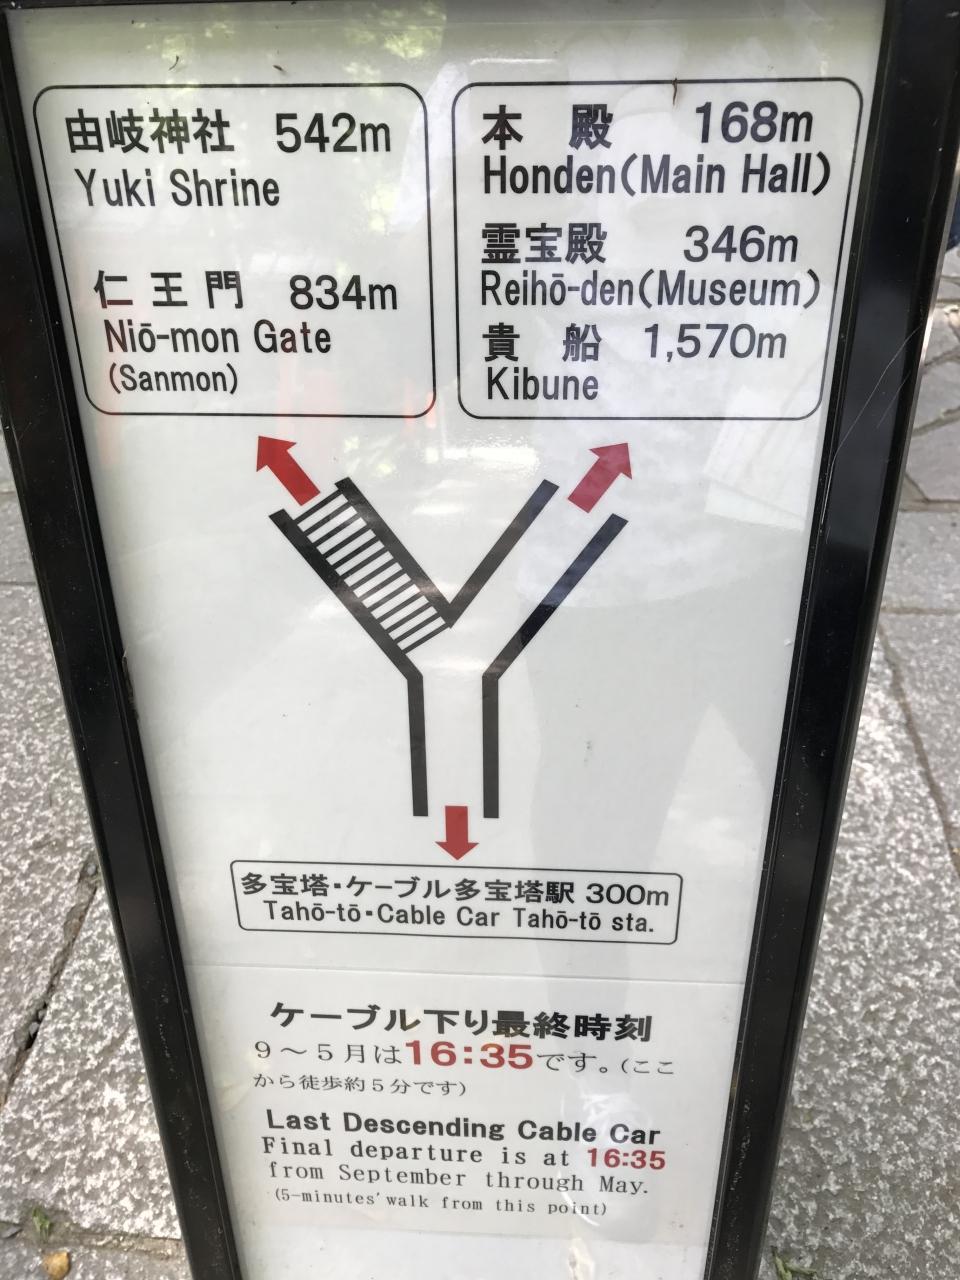 由岐神社 542m
Yuki Shrine
仁王門 834m
Niō-mon Gate
(Sanmon)
本殿 168m
Honden(Main Hall)
霊宝殿 346m
Reihō-den(Museum)
貴船 1,570m
Kibune
多宝塔・ケーブル多宝塔駅 300m
Tahō-tō・Cable Car Tahō-tō sta.
ケーブル下り最終時刻
９～５月は16:35です。(ここ
から徒歩約５分です)
Last Descending Cable Car
Final departure is at 16:35
from September through May.
(5-minutes' walk from this point)